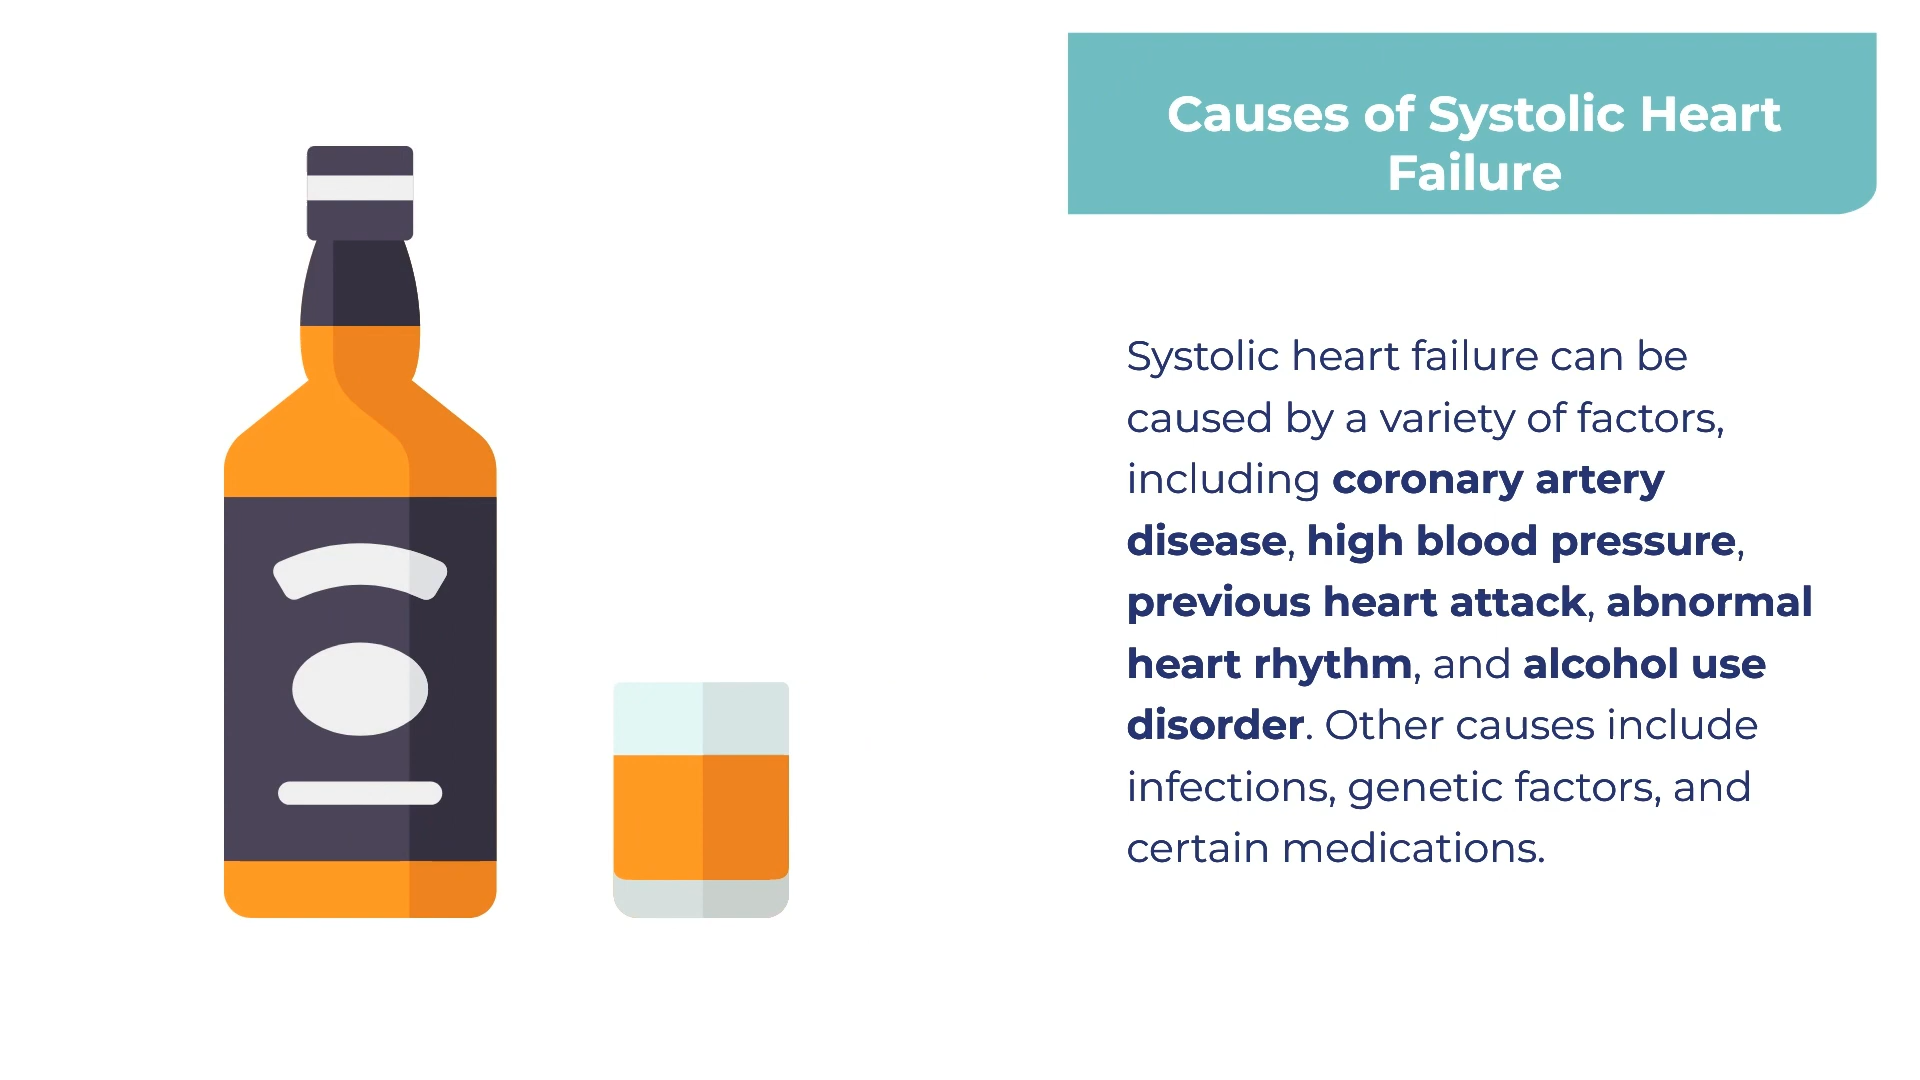 Causes of Systolic Heart
Failure
Systolic heart failure can be
caused by a variety of factors,
including coronary artery
disease, high blood pressure,
previous heart attack, abnormal
heart rhythm, and alcohol use
disorder. Other causes include
infections, genetic factors, and
certain medications.